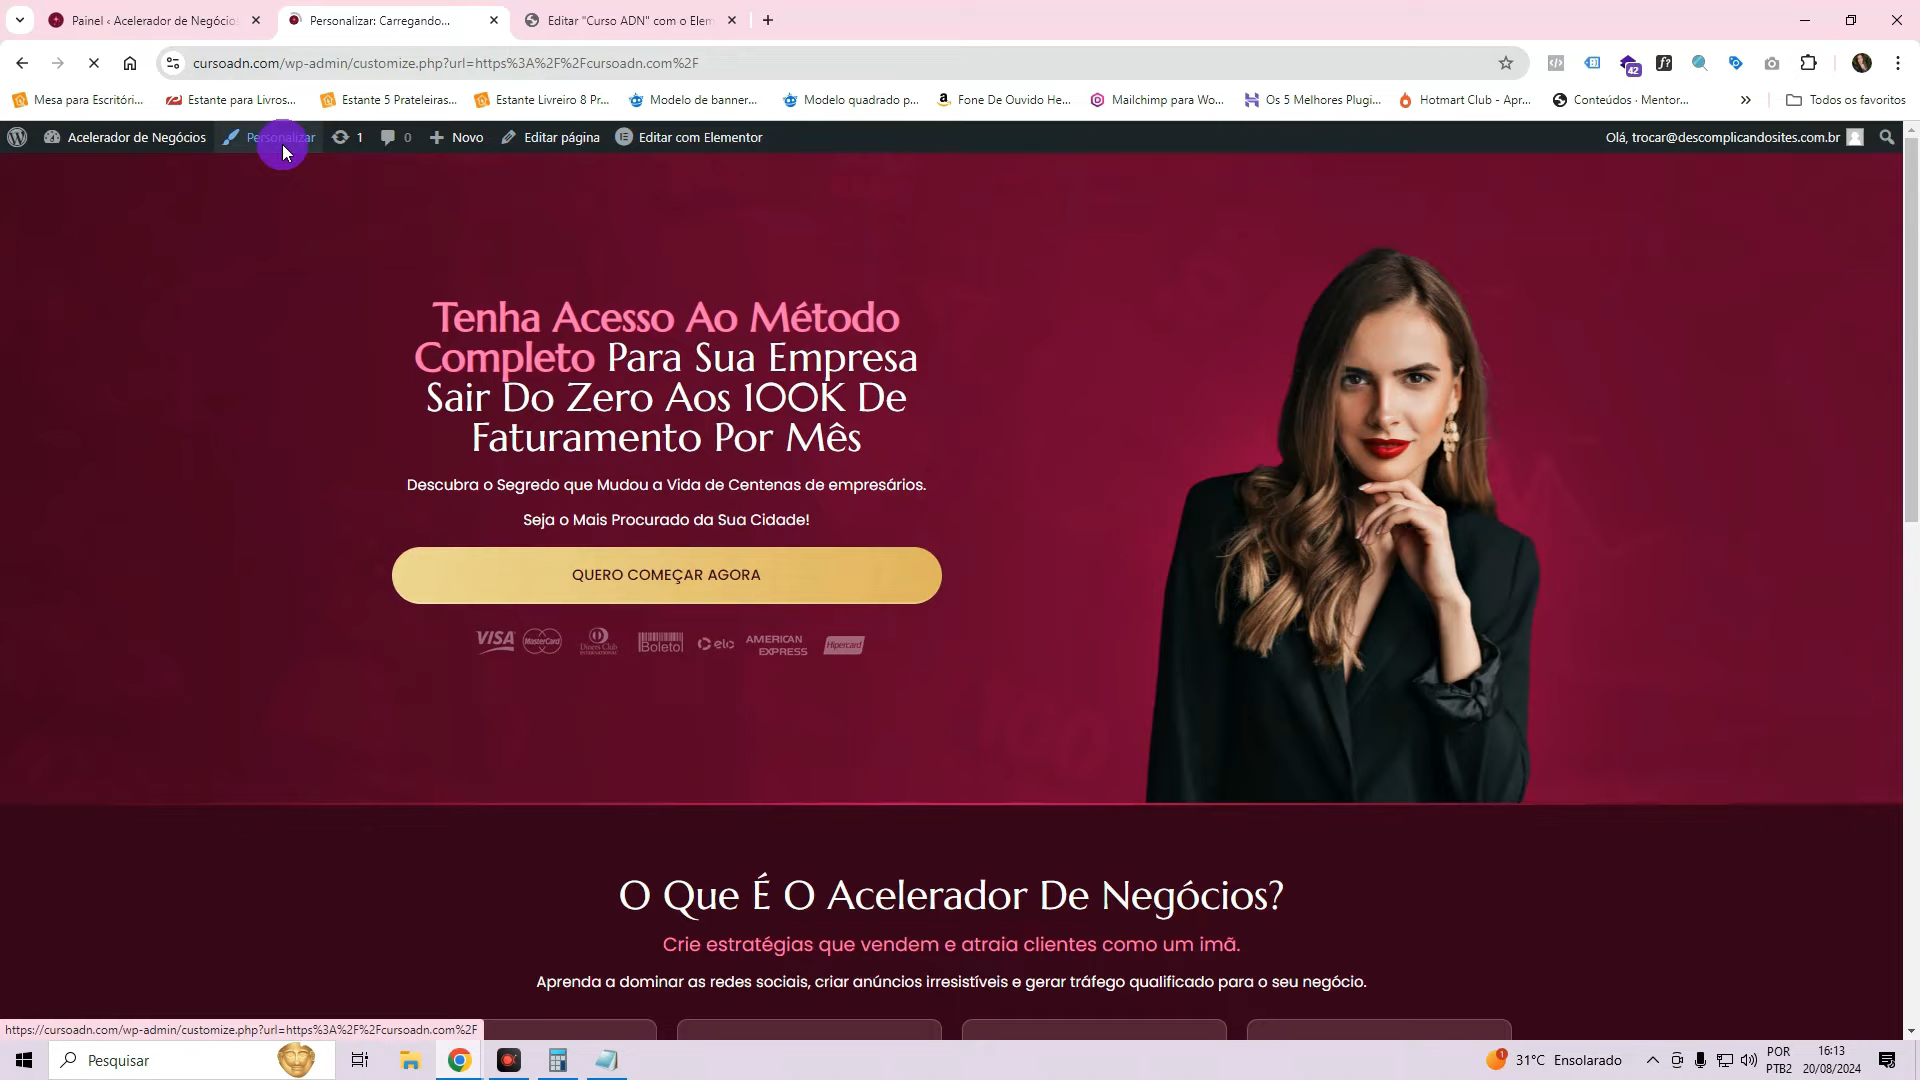 Painel ‹ Acelerador de Negócios
Personalizar: Carregando...
Editar "Curso ADN" com o Elem
cursoadn.com/wp-admin/customize.php?url=https%3A%2F%2Fcursoadn.com%2F
42
f?
Mesa para Escritóri...
Estante para Livros...
Estante 5 Prateleiras...
Estante Livreiro 8 Pr...
Modelo de banner...
Modelo quadrado p...
Fone De Ouvido He...
Mailchimp para Wo...
Os 5 Melhores Plugi...
Hotmart Club - Apr...
Conteúdos · Mentor...
Todos os favoritos
Acelerador de Negócios
Personalizar
1
0
Novo
Editar página
Editar com Elementor
Olá, trocar@descomplicandosites.com.br
Tenha Acesso Ao Método
Completo Para Sua Empresa
Sair Do Zero Aos 100K De
Faturamento Por Mês
Descubra o Segredo que Mudou a Vida de Centenas de empresários.
Seja o Mais Procurado da Sua Cidade!
QUERO COMEÇAR AGORA
VISA
MasterCard
Diners Club
INTERNATIONAL
Boleto
elo
AMERICAN
EXPRESS
Hipercard
O Que É O Acelerador De Negócios?
Crie estratégias que vendem e atraia clientes como um imã.
Aprenda a dominar as redes sociais, criar anúncios irresistíveis e gerar tráfego qualificado para o seu negócio.
https://cursoadn.com/wp-admin/customize.php?url=https%3A%2F%2Fcursoadn.com%2F
Pesquisar
1
31°C Ensolarado
POR
PTB2
16:13
20/08/2024